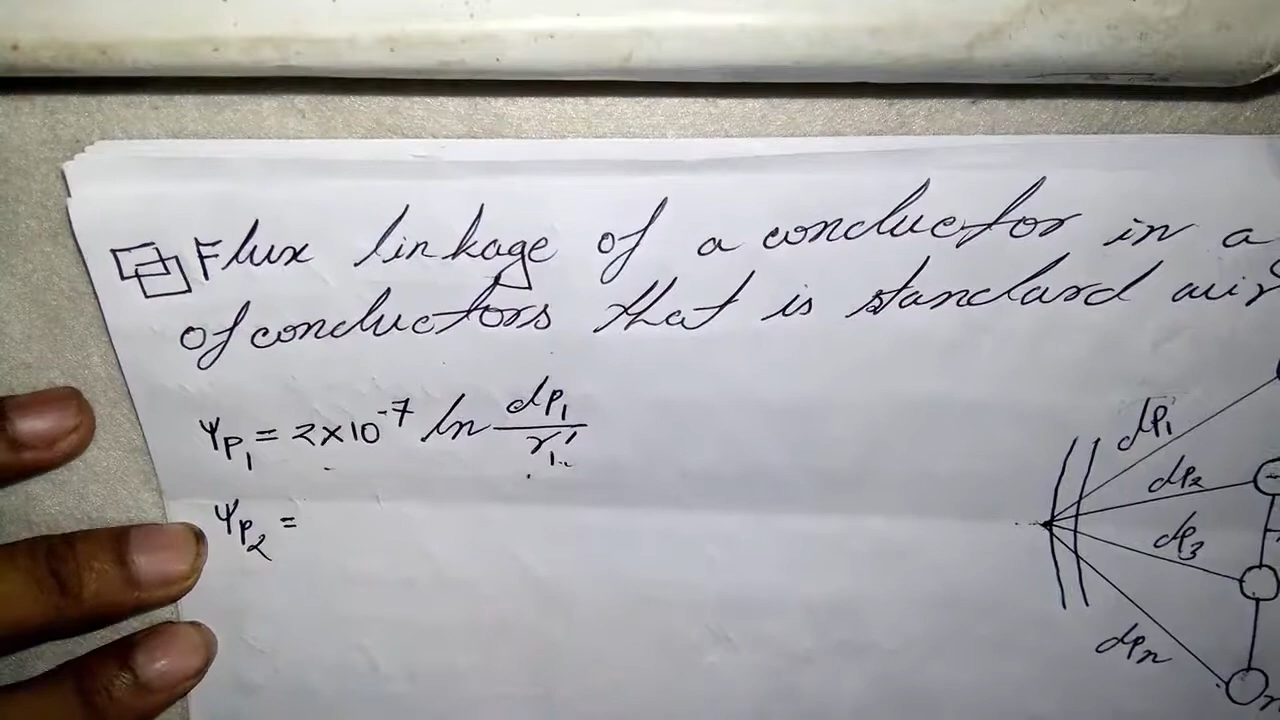 Flux linkage of a conductor in a
of conductors that is standard
ψP₁ = 2×10⁻⁷ ln dP₁/r₁'
ψP₂ =
dP₁
dP₂
dP₃
dPn
n